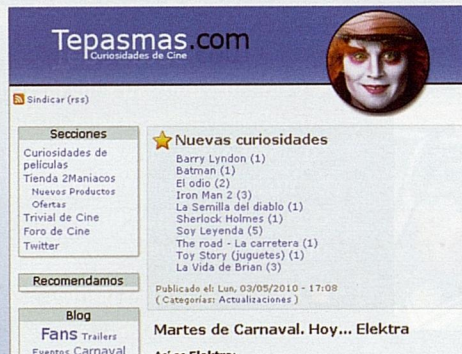 Tepasmas.com
Curiosidades de Cine
Sindicar (rss)
Secciones
Curiosidades de
películas
Tienda 2Maniacos
Nuevos Productos
Ofertas
Trivial de Cine
Foro de Cine
Twitter
Recomendamos
Blog
Fans Trailers
Eventos Carnaval
Nuevas curiosidades
Barry Lyndon (1)
Batman (1)
El odio (2)
Iron Man 2 (3)
La Semilla del diablo (1)
Sherlock Holmes (1)
Soy Leyenda (5)
The road - La carretera (1)
Toy Story (juguetes) (1)
La Vida de Brian (3)
Publicado el: Lun, 03/05/2010 - 17:08
( Categorías: Actualizaciones )
Martes de Carnaval. Hoy... Elektra
Así es Elektra: